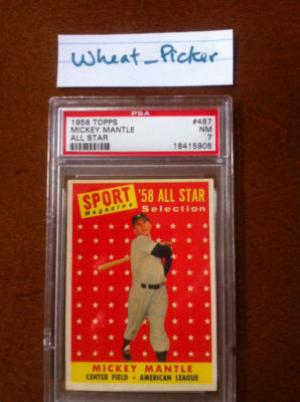 Wheat_Picker
PSA
1958 TOPPS #487
MICKEY MANTLE NM
ALL STAR 7
18415905
SPORT '58 ALL STAR
Magazine Selection
MICKEY MANTLE
CENTER FIELD • AMERICAN LEAGUE